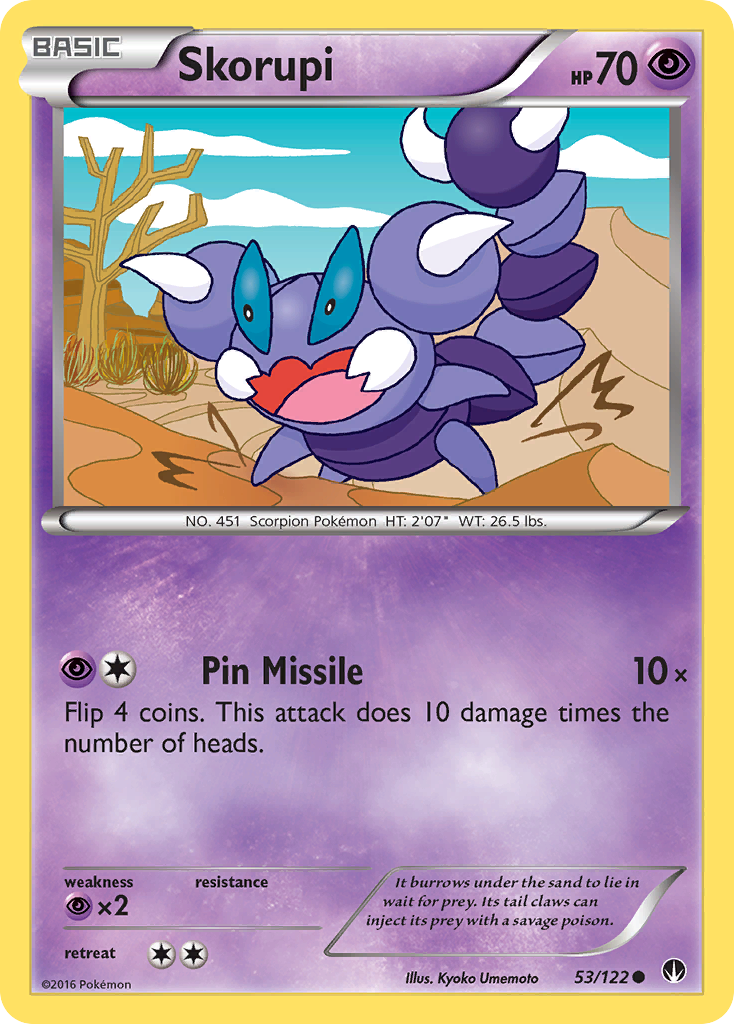 BASIC
Skorupi
HP 70
NO. 451 Scorpion Pokémon HT: 2'07" WT: 26.5 lbs.
Pin Missile 10×
Flip 4 coins. This attack does 10 damage times the
number of heads.
weakness resistance
×2
It burrows under the sand to lie in
wait for prey. Its tail claws can
inject its prey with a savage poison.
retreat
©2016 Pokémon
Illus. Kyoko Umemoto
53/122